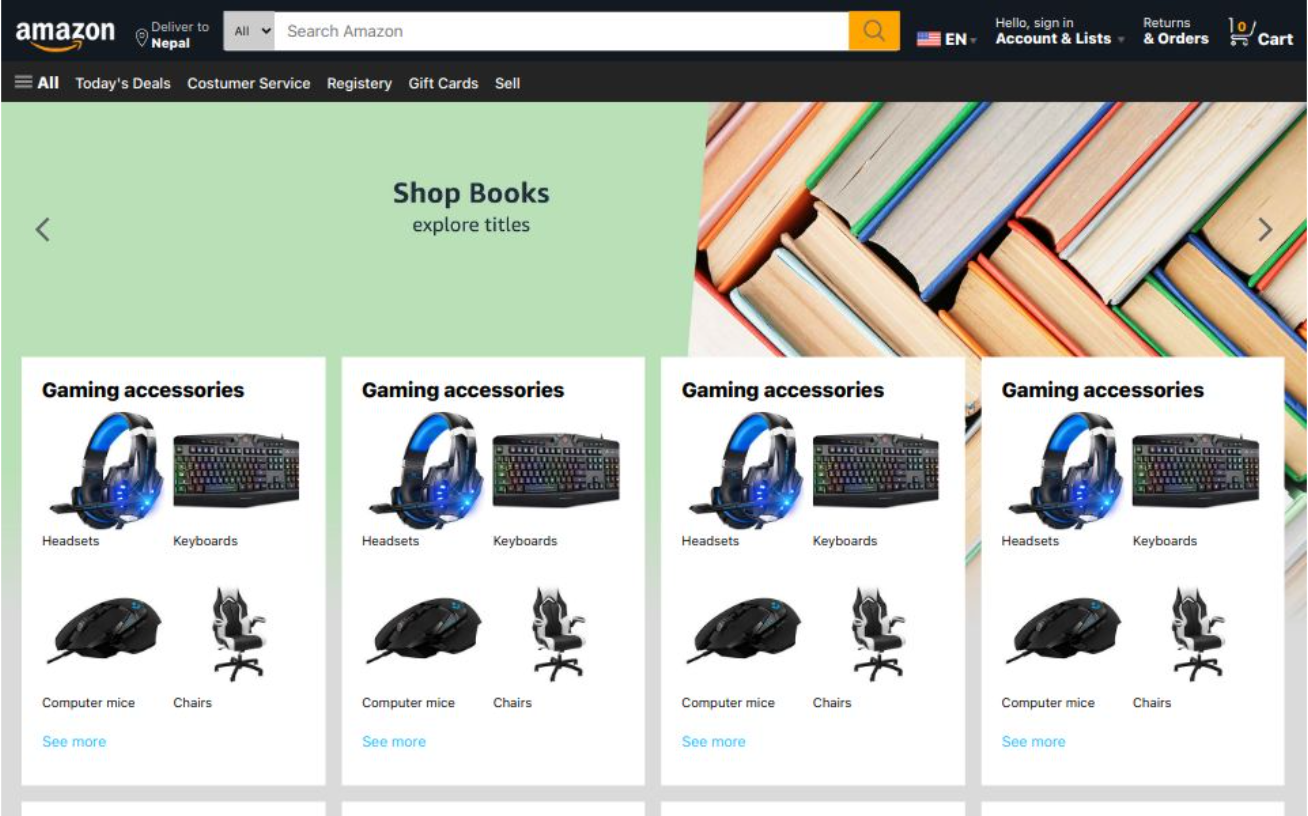 amazon
Deliver to
Nepal
All
Search Amazon
EN
Hello, sign in
Account & Lists
Returns
& Orders
0
Cart
All Today's Deals Costumer Service Registery Gift Cards Sell
Shop Books
explore titles
Gaming accessories Gaming accessories Gaming accessories Gaming accessories
Headsets Keyboards Headsets Keyboards Headsets Keyboards Headsets Keyboards
Computer mice Chairs Computer mice Chairs Computer mice Chairs Computer mice Chairs
See more See more See more See more